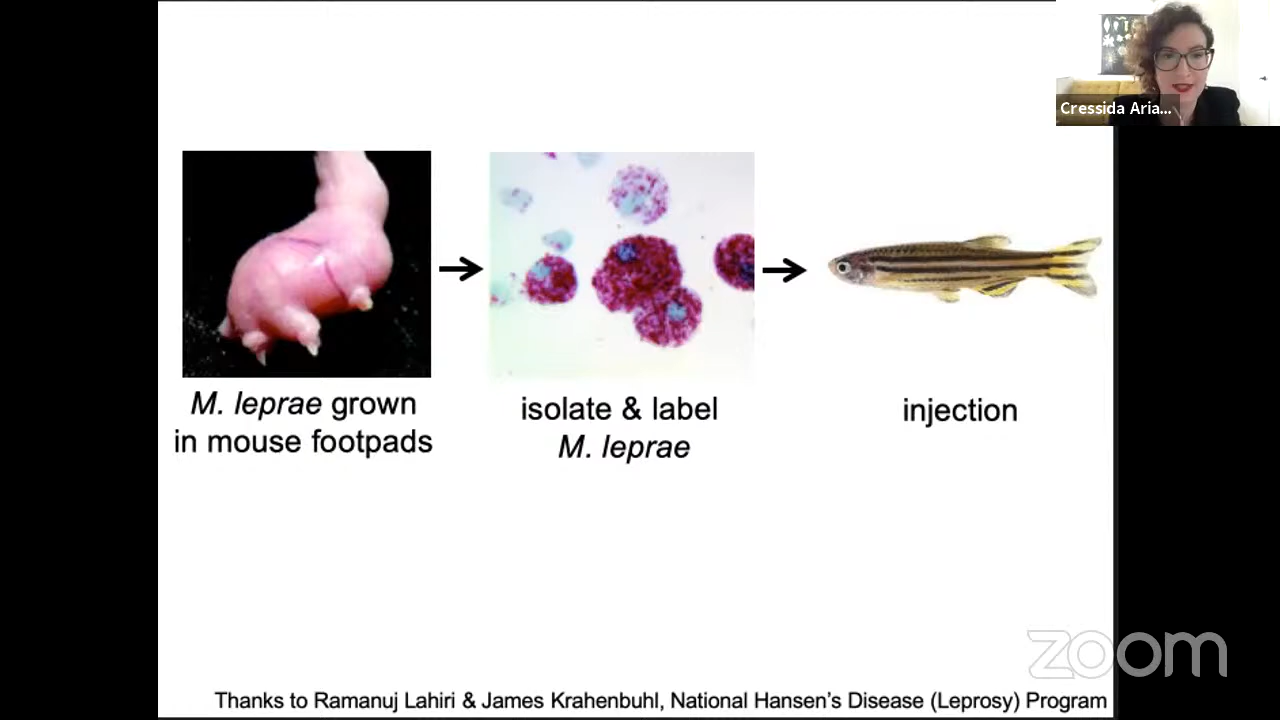 Cressida Aria...
M. leprae grown
in mouse footpads
isolate & label
M. leprae
injection
zoom
Thanks to Ramanuj Lahiri & James Krahenbuhl, National Hansen's Disease (Leprosy) Program